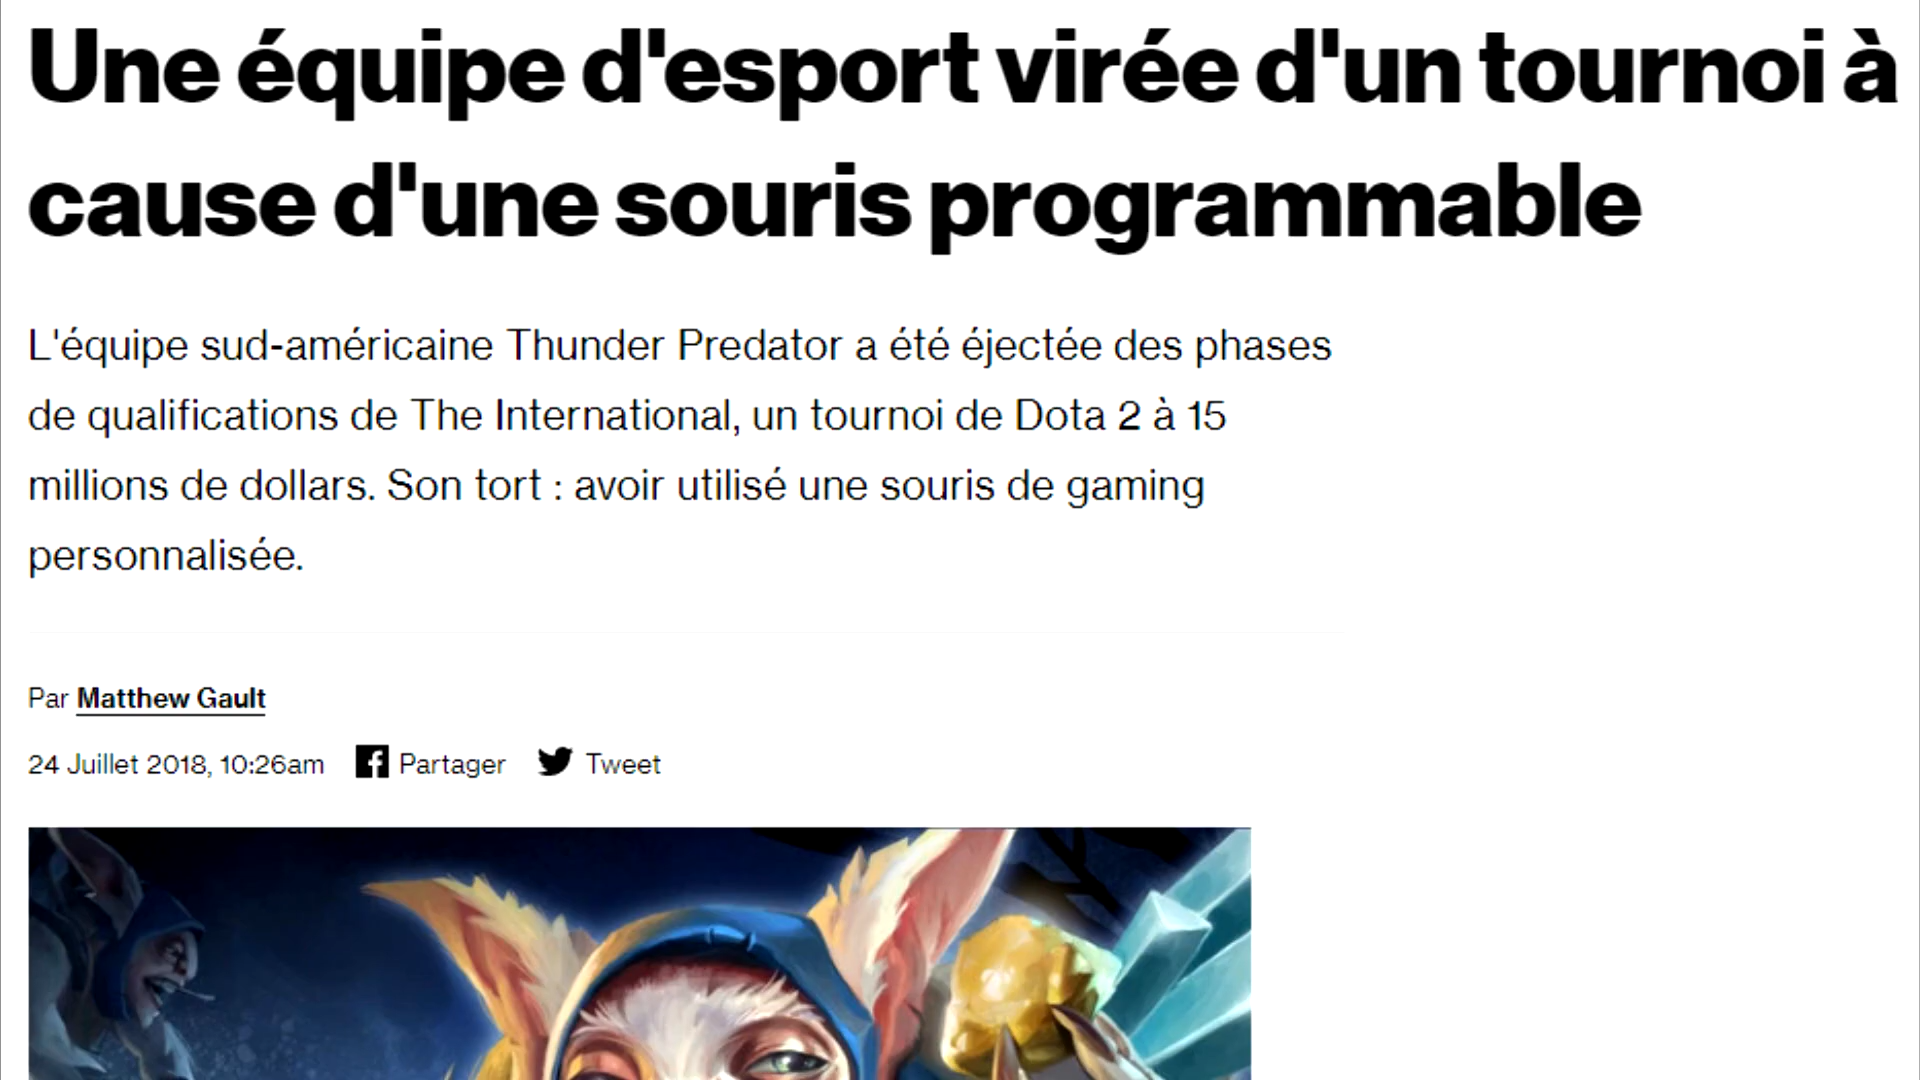 Une équipe d'esport virée d'un tournoi à
cause d'une souris programmable
L'équipe sud-américaine Thunder Predator a été éjectée des phases
de qualifications de The International, un tournoi de Dota 2 à 15
millions de dollars. Son tort : avoir utilisé une souris de gaming
personnalisée.
Par Matthew Gault
24 Juillet 2018, 10:26am Partager Tweet